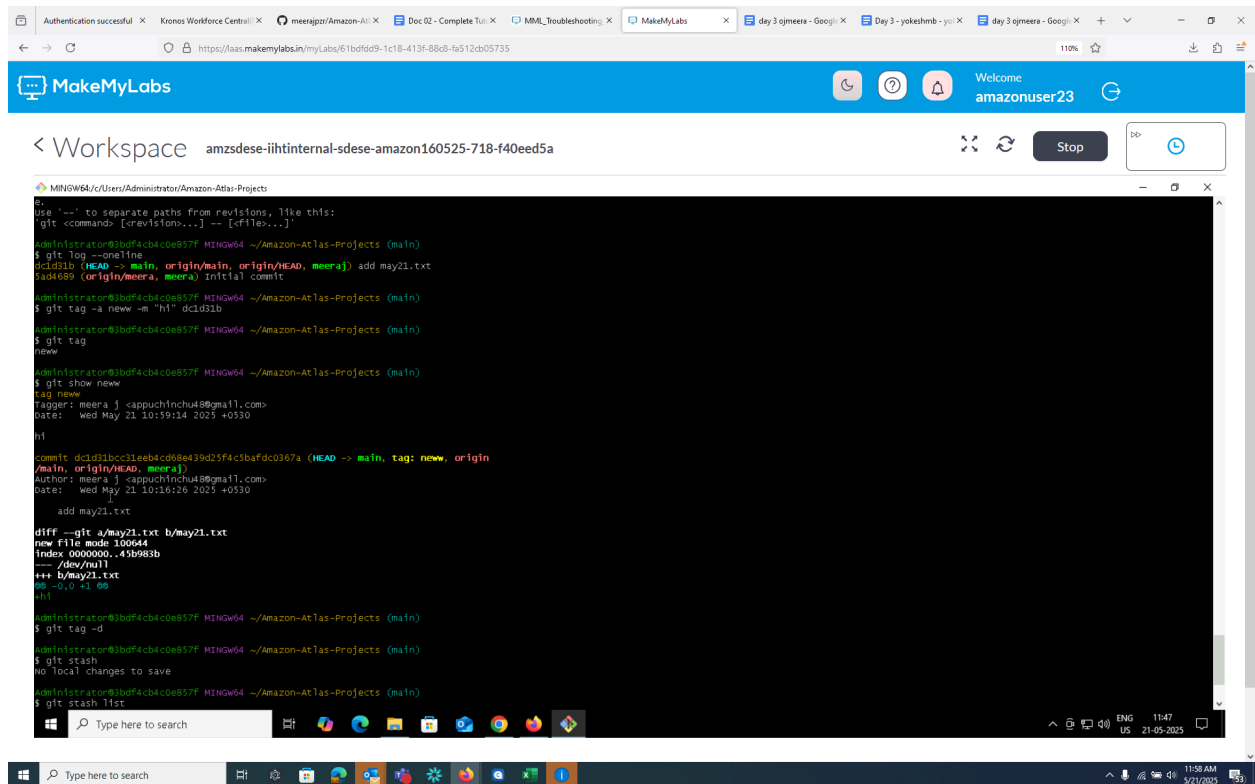 Authentication successful
Kronos Workforce Central(
meerajpzr/Amazon-Atl
Doc 02 - Complete Tut
MML_Troubleshooting
MakeMyLabs
day 3 ojmeera - Googl
Day 3 - yokeshmb - yo
day 3 ojmeera - Google
https://laas.makemylabs.in/myLabs/61bdfdd9-1c18-413f-88c8-fa512cb05735
110%
MakeMyLabs
Welcome
amazonuser23
Workspace amzsdese-iihtinternal-sdese-amazon160525-718-f40eed5a
Stop
MINGW64:/c/Users/Administrator/Amazon-Atlas-Projects
e.
Use '--' to separate paths from revisions, like this:
'git <command> [<revision>...] -- [<file>...]'
Administrator@3bdf4cb4c0e857f MINGW64 ~/Amazon-Atlas-Projects (main)
$ git log --oneline
dc1d31b (HEAD -> main, origin/main, origin/HEAD, meeraj) add may21.txt
5ad4689 (origin/meera, meera) Initial commit
Administrator@3bdf4cb4c0e857f MINGW64 ~/Amazon-Atlas-Projects (main)
$ git tag -a neww -m "hi" dc1d31b
Administrator@3bdf4cb4c0e857f MINGW64 ~/Amazon-Atlas-Projects (main)
$ git tag
neww
Administrator@3bdf4cb4c0e857f MINGW64 ~/Amazon-Atlas-Projects (main)
$ git show neww
tag neww
Tagger: meera j <appuchinchu48@gmail.com>
Date:   Wed May 21 10:59:14 2025 +0530
hi
commit dc1d31bcc31eeb4cd68e439d25f4c5bafdc0367a (HEAD -> main, tag: neww, origin
/main, origin/HEAD, meeraj)
Author: meera j <appuchinchu48@gmail.com>
Date:   Wed May 21 10:16:26 2025 +0530
add may21.txt
diff --git a/may21.txt b/may21.txt
new file mode 100644
index 0000000..45b983b
--- /dev/null
+++ b/may21.txt
@@ -0,0 +1 @@
+hi
Administrator@3bdf4cb4c0e857f MINGW64 ~/Amazon-Atlas-Projects (main)
$ git tag -d
Administrator@3bdf4cb4c0e857f MINGW64 ~/Amazon-Atlas-Projects (main)
$ git stash
No local changes to save
Administrator@3bdf4cb4c0e857f MINGW64 ~/Amazon-Atlas-Projects (main)
$ git stash list
Type here to search
ENG
US
11:47
21-05-2025
Type here to search
11:58 AM
5/21/2025